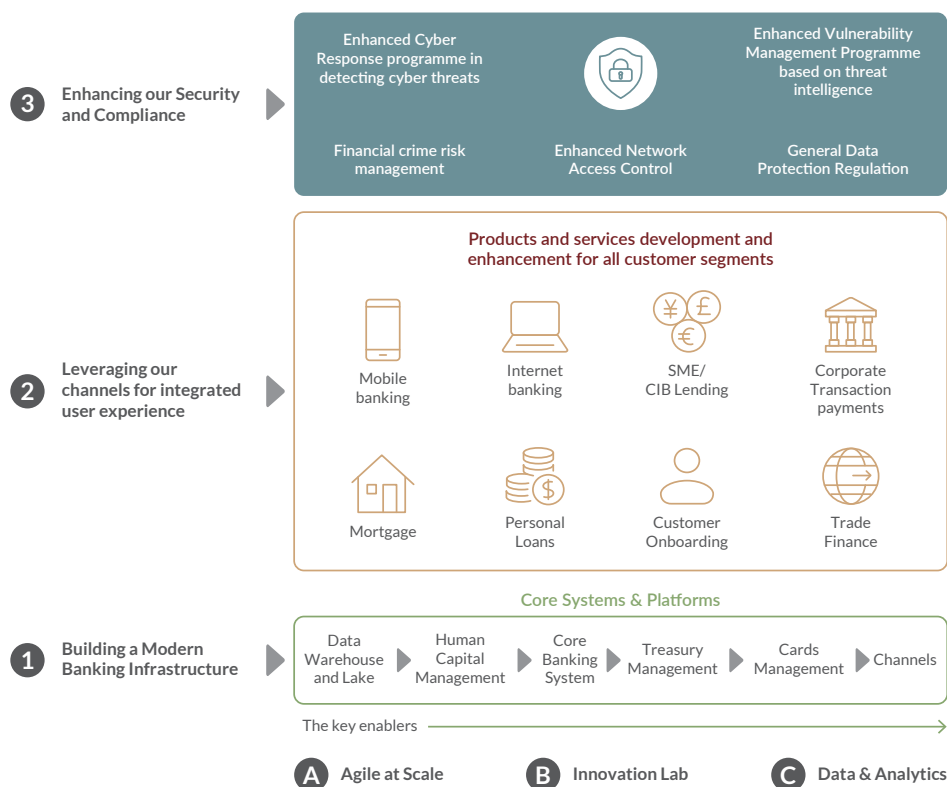 3
Enhancing our Security
and Compliance
Enhanced Cyber
Response programme in
detecting cyber threats
Enhanced Vulnerability
Management Programme
based on threat
intelligence
Financial crime risk
management
Enhanced Network
Access Control
General Data
Protection Regulation
2
Leveraging our
channels for integrated
user experience
Products and services development and
enhancement for all customer segments
Mobile
banking
Internet
banking
¥ £ €
SME/
CIB Lending
Corporate
Transaction
payments
Mortgage
$
Personal
Loans
Customer
Onboarding
Trade
Finance
1
Building a Modern
Banking Infrastructure
Core Systems & Platforms
Data
Warehouse
and Lake
Human
Capital
Management
Core
Banking
System
Treasury
Management
Cards
Management
Channels
The key enablers
A Agile at Scale
B Innovation Lab
C Data & Analytics